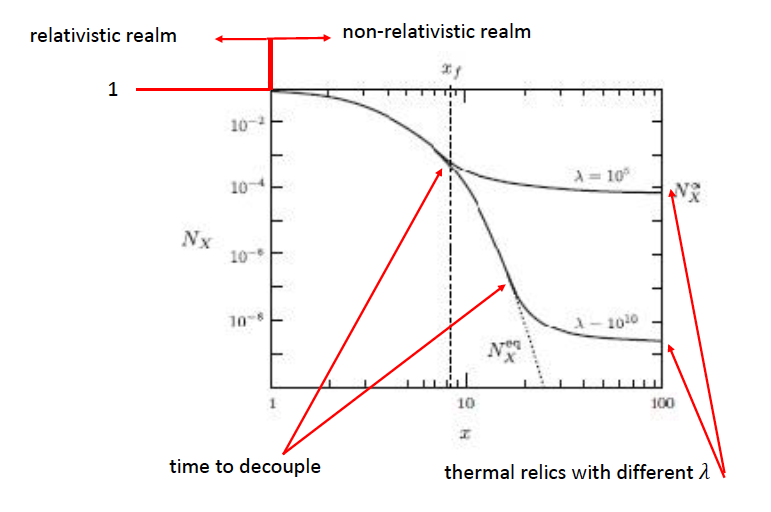 relativistic realm
non-relativistic realm
x_f
1
10^{-2}
10^{-4}
10^{-6}
10^{-8}
N_X
λ = 10^5
N_X^∞
λ = 10^{10}
N_X^{eq}
1
10
100
x
time to decouple
thermal relics with different λ